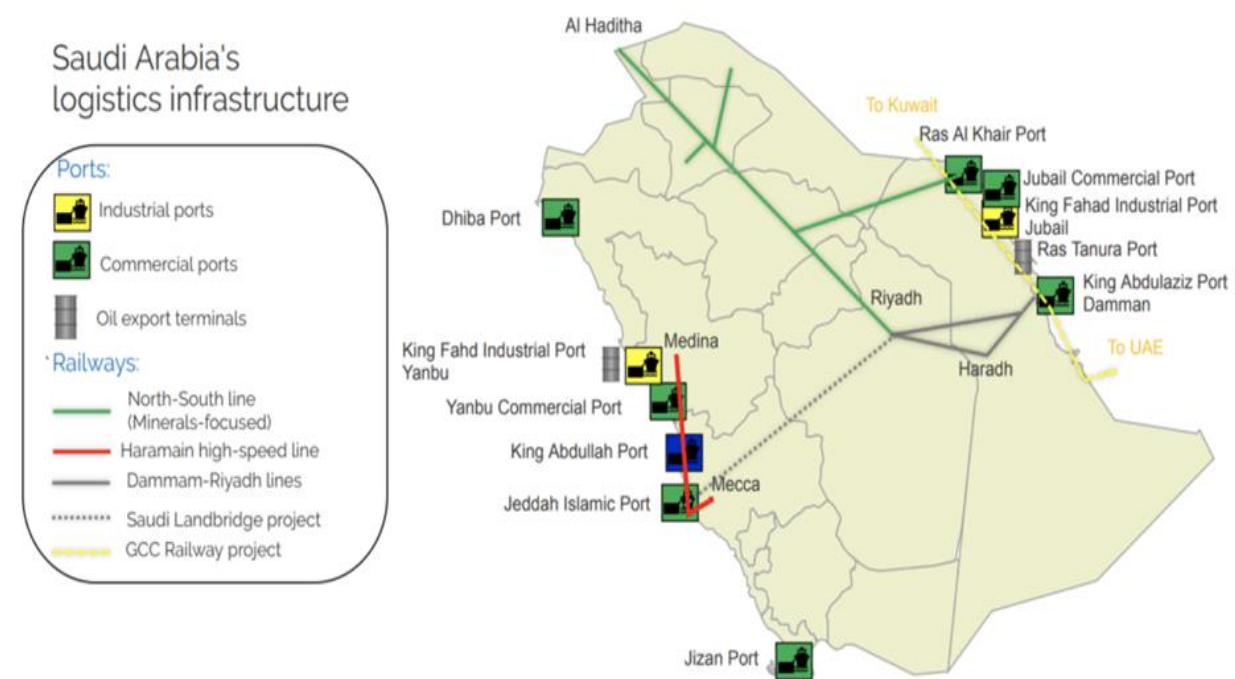 Saudi Arabia's
logistics infrastructure
Ports:
Industrial ports
Commercial ports
Oil export terminals
Railways:
North-South line
(Minerals-focused)
Haramain high-speed line
Dammam-Riyadh lines
Saudi Landbridge project
GCC Railway project
Al Haditha
To Kuwait
Ras Al Khair Port
Jubail Commercial Port
King Fahad Industrial Port
Jubail
Ras Tanura Port
King Abdulaziz Port
Damman
To UAE
Dhiba Port
Riyadh
Haradh
King Fahd Industrial Port
Yanbu
Medina
Yanbu Commercial Port
King Abdullah Port
Mecca
Jeddah Islamic Port
Jizan Port